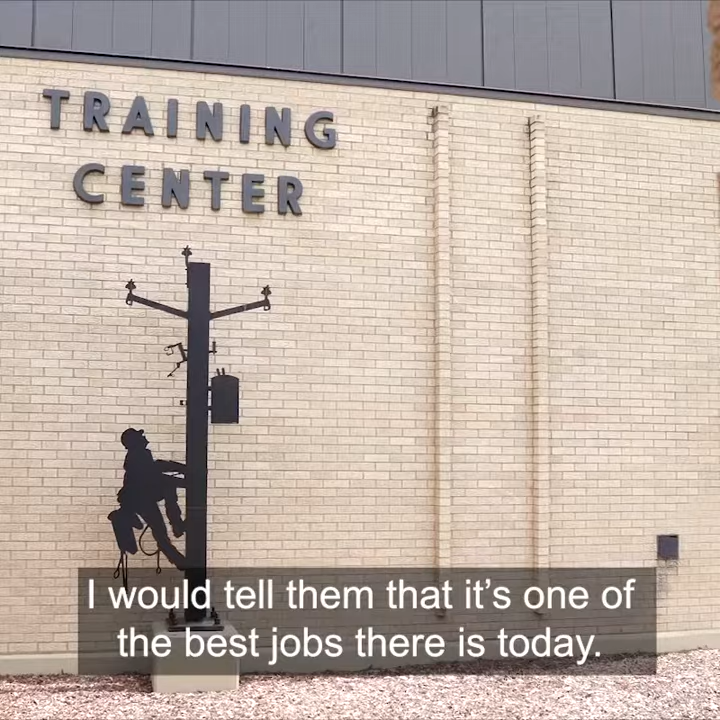 TRAINING
CENTER
I would tell them that it’s one of
the best jobs there is today.